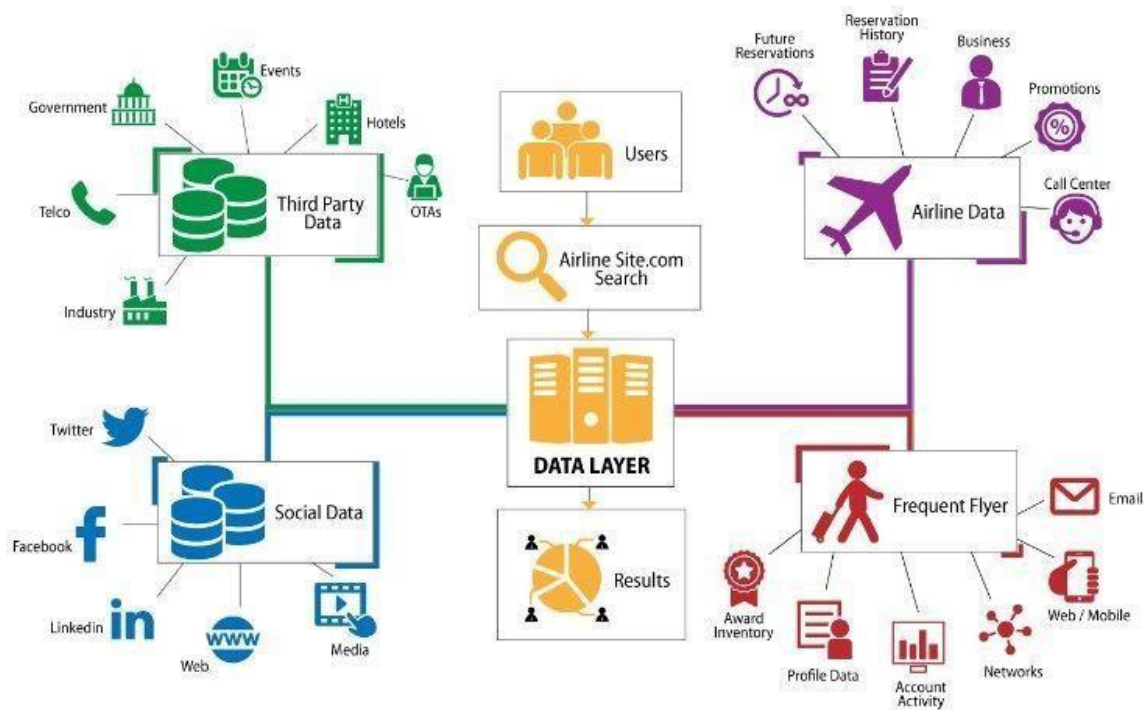 Government
Events
Hotels
OTAs
Telco
Industry
Third Party
Data
Users
Airline Site.com
Search
DATA LAYER
Results
Future
Reservations
Reservation
History
Business
Promotions
%
Call Center
Airline Data
Twitter
Facebook
f
Linkedin
in
Web
WWW
Media
Social Data
Frequent Flyer
Email
Web / Mobile
Networks
Account
Activity
Profile Data
Award
Inventory
H